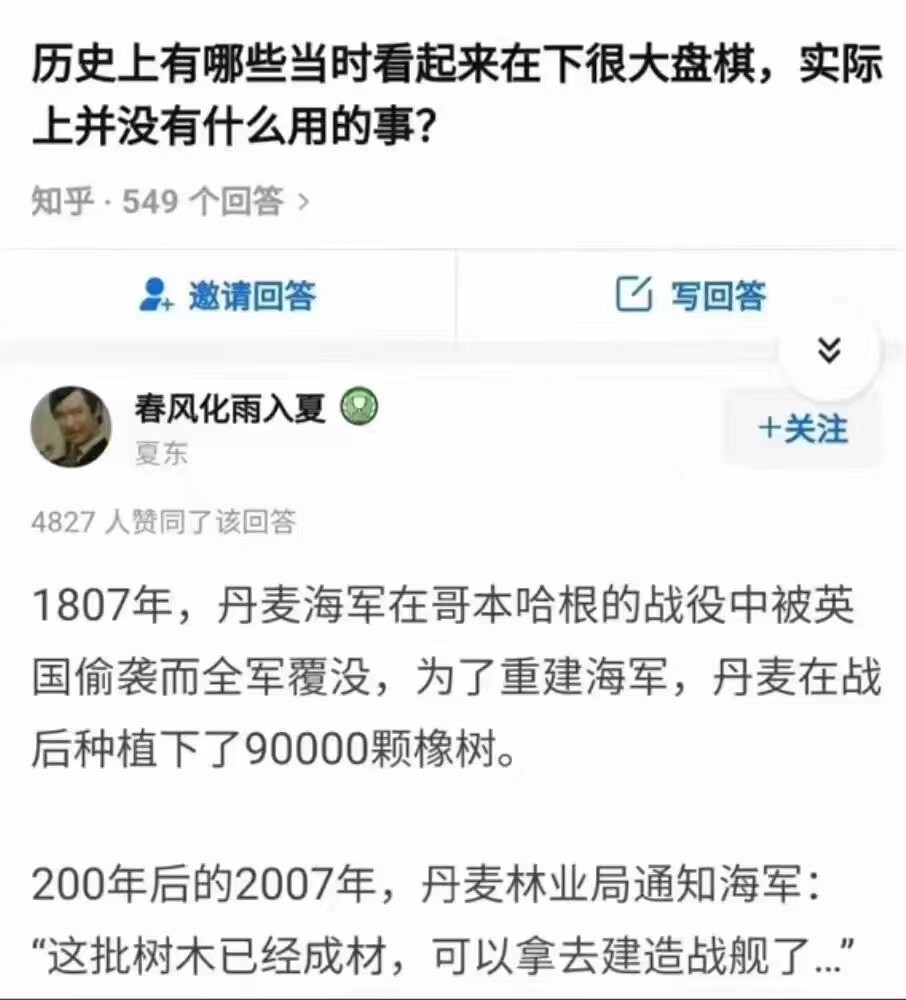 历史上有哪些当时看起来在下很大盘棋，实际
上并没有什么用的事？
知乎 · 549 个回答 >
邀请回答
写回答
春风化雨入夏
夏东
+关注
4827 人赞同了该回答
1807年，丹麦海军在哥本哈根的战役中被英
国偷袭而全军覆没，为了重建海军，丹麦在战
后种植下了90000颗橡树。
200年后的2007年，丹麦林业局通知海军：
“这批树木已经成材，可以拿去建造战舰了…”